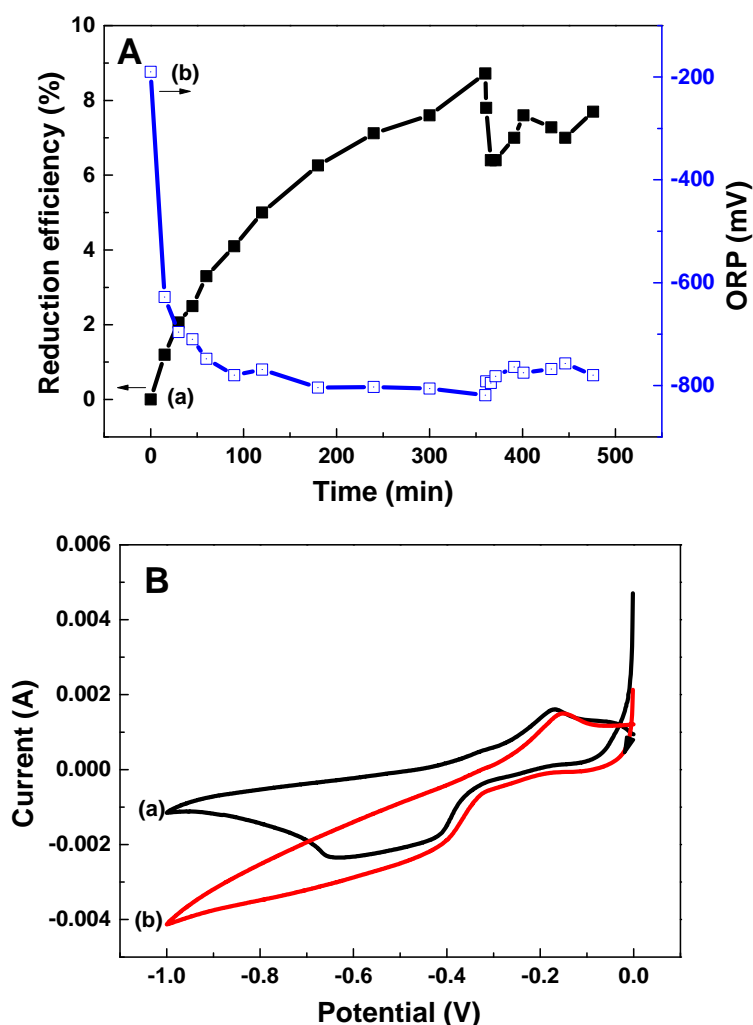 A
(b)
(a)
10
8
6
4
2
0
Reduction efficiency (%)
-200
-400
-600
-800
ORP (mV)
0 100 200 300 400 500
Time (min)
B
(a)
(b)
0.006
0.004
0.002
0.000
-0.002
-0.004
Current (A)
-1.0 -0.8 -0.6 -0.4 -0.2 0.0
Potential (V)